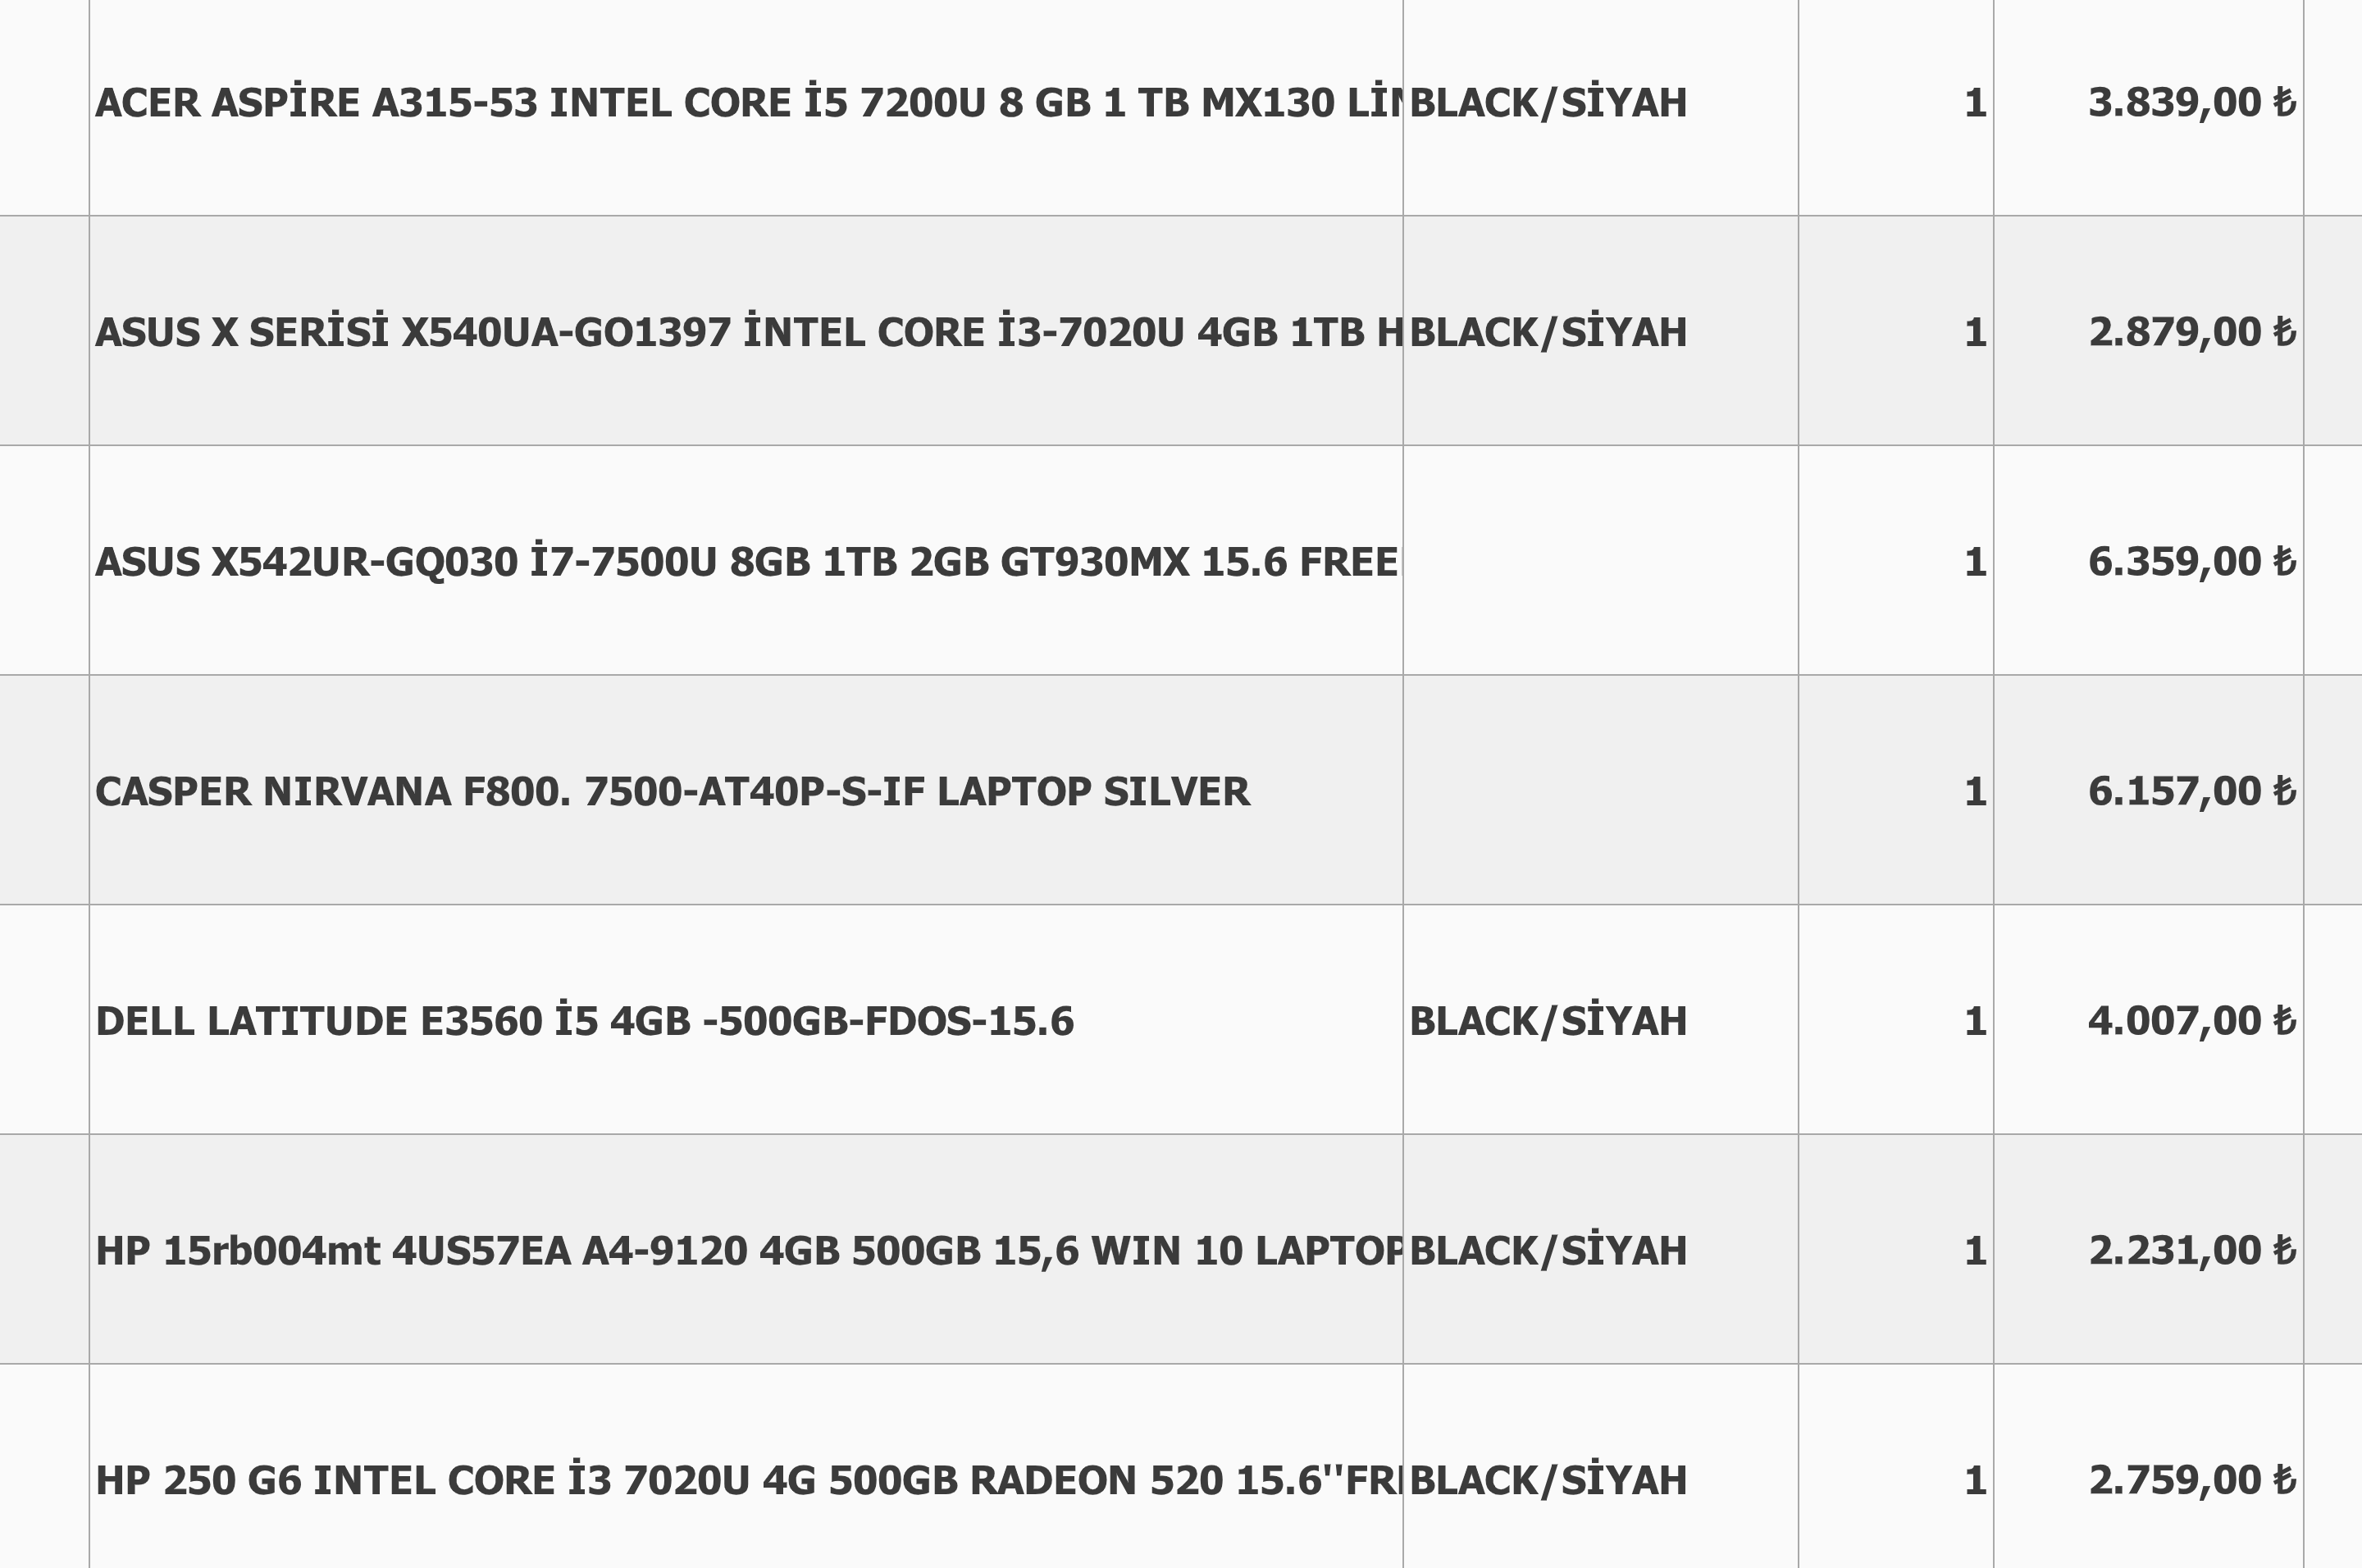 ACER ASPİRE A315-53 INTEL CORE İ5 7200U 8 GB 1 TB MX130 BLACK/SİYAH 1 3.839,00 ₺
ASUS X SERİSİ X540UA-GO1397 İNTEL CORE İ3-7020U 4GB 1TB H BLACK/SİYAH 1 2.879,00 ₺
ASUS X542UR-GQ030 İ7-7500U 8GB 1TB 2GB GT930MX 15.6 FREE 1 6.359,00 ₺
CASPER NIRVANA F800. 7500-AT40P-S-IF LAPTOP SILVER 1 6.157,00 ₺
DELL LATITUDE E3560 İ5 4GB -500GB-FDOS-15.6 BLACK/SİYAH 1 4.007,00 ₺
HP 15rb004mt 4US57EA A4-9120 4GB 500GB 15,6 WIN 10 LAPTOP BLACK/SİYAH 1 2.231,00 ₺
HP 250 G6 INTEL CORE İ3 7020U 4G 500GB RADEON 520 15.6''FR BLACK/SİYAH 1 2.759,00 ₺